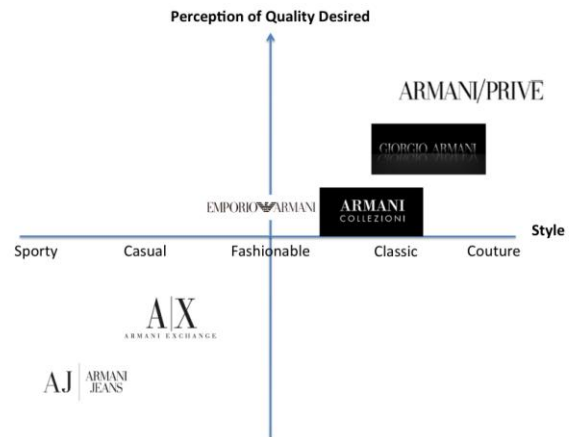 Perception of Quality Desired
ARMANI/PRIVĒ
GIORGIO ARMANI
EMPORIO ARMANI
ARMANI
COLLEZIONI
Style
Sporty Casual Fashionable Classic Couture
A|X
ARMANI EXCHANGE
AJ | ARMANI
JEANS